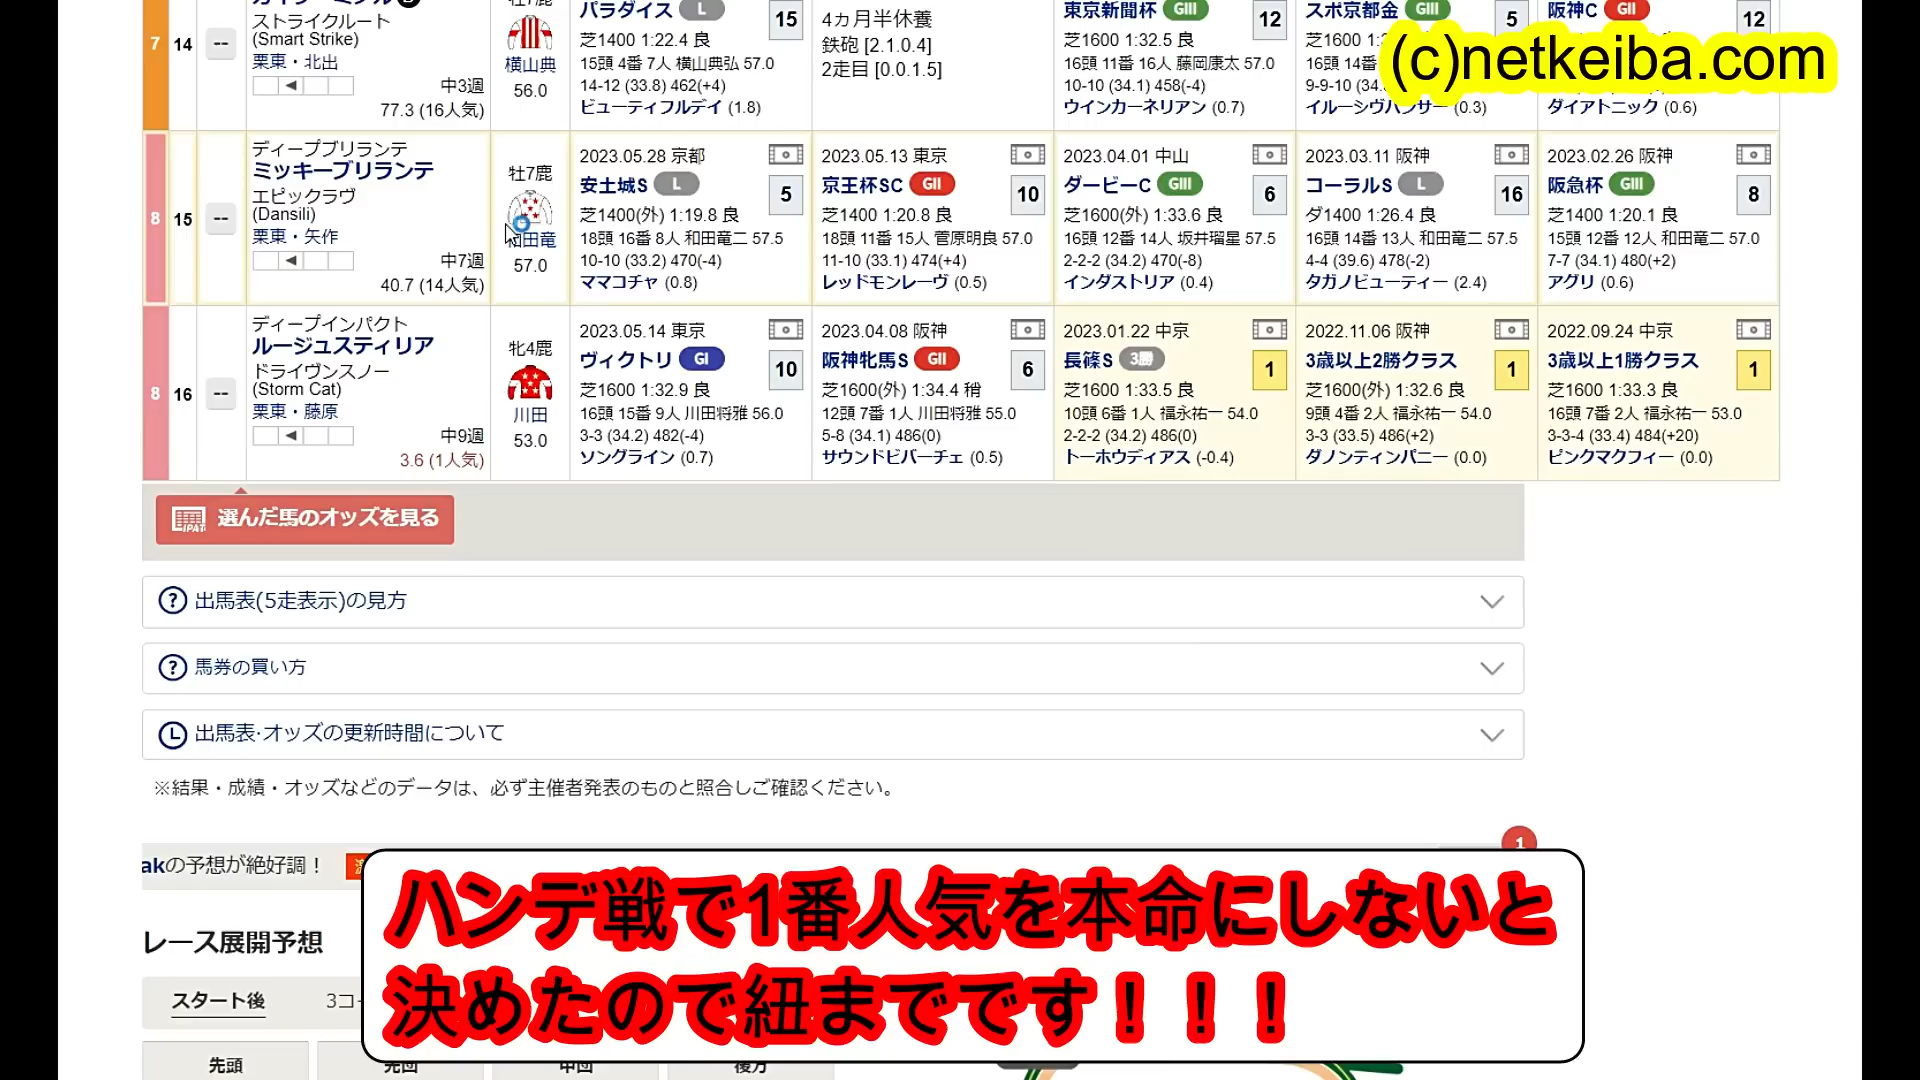 ストライクルート
(Smart Strike)
栗東・北出
中3週
77.3 (16人気)
7
14
--
牡7鹿
横山典
56.0
パラダイス L
15
芝1400 1:22.4 良
15頭 4番 7人 横山典弘 57.0
14-12 (33.8) 462(+4)
ビューティフルデイ (1.8)
4ヵ月半休養
鉄砲 [2.1.0.4]
2走目 [0.0.1.5]
東京新聞杯 GIII
12
芝1600 1:32.5 良
16頭 11番 16人 藤岡康太 57.0
10-10 (34.1) 458(-4)
ウインカーネリアン (0.7)
スポ京都金 GIII
5
芝1600
16頭 14番
9-9-10
イルーシヴパンサー (0.3)
阪神C GII
12
ダイアトニック (0.6)
(c)netkeiba.com
8
15
--
ディープブリランテ
ミッキーブリランテ
エピックラヴ
(Dansili)
栗東・矢作
中7週
40.7 (14人気)
牡7鹿
和田竜
57.0
2023.05.28 京都
安土城S L
5
芝1400(外) 1:19.8 良
18頭 16番 8人 和田竜二 57.5
10-10 (33.2) 470(-4)
ママコチャ (0.8)
2023.05.13 東京
京王杯SC GII
10
芝1400 1:20.8 良
18頭 11番 15人 菅原明良 57.0
11-10 (33.1) 474(+4)
レッドモンレーヴ (0.5)
2023.04.01 中山
ダービーC GIII
6
芝1600(外) 1:33.6 良
16頭 12番 14人 坂井瑠星 57.5
2-2-2 (34.2) 470(-8)
インダストリア (0.4)
2023.03.11 阪神
コーラルS L
16
ダ1400 1:26.4 良
16頭 14番 13人 和田竜二 57.5
4-4 (39.6) 478(-2)
タガノビューティー (2.4)
2023.02.26 阪神
阪急杯 GIII
8
芝1400 1:20.1 良
15頭 12番 12人 和田竜二 57.0
7-7 (34.1) 480(+2)
アグリ (0.6)
8
16
--
ディープインパクト
ルージュスティリア
ドライヴンスノー
(Storm Cat)
栗東・藤原
中9週
3.6 (1人気)
牝4鹿
川田
53.0
2023.05.14 東京
ヴィクトリ GI
10
芝1600 1:32.9 良
16頭 15番 9人 川田将雅 56.0
3-3 (34.2) 482(-4)
ソングライン (0.7)
2023.04.08 阪神
阪神牝馬S GII
6
芝1600(外) 1:34.4 稍
12頭 7番 1人 川田将雅 55.0
5-8 (34.1) 486(0)
サウンドビバーチェ (0.5)
2023.01.22 中京
長篠S 3勝
1
芝1600 1:33.5 良
10頭 6番 1人 福永祐一 54.0
2-2-2 (34.2) 486(0)
トーホウディアス (-0.4)
2022.11.06 阪神
3歳以上2勝クラス
1
芝1600(外) 1:32.6 良
9頭 4番 2人 福永祐一 54.0
3-3 (33.5) 486(+2)
ダノンティンパニー (0.0)
2022.09.24 中京
3歳以上1勝クラス
1
芝1600 1:33.3 良
16頭 7番 2人 福永祐一 53.0
3-3-4 (33.4) 484(+20)
ピンクマクフィー (0.0)
IPAT 選んだ馬のオッズを見る
? 出馬表(5走表示)の見方
? 馬券の買い方
出馬表・オッズの更新時間について
※結果・成績・オッズなどのデータは、必ず主催者発表のものと照合しご確認ください。
akの予想が絶好調！
1
レース展開予想
スタート後
3コ
先頭
先団
中団
後方
ハンデ戦で1番人気を本命にしないと
決めたので紐までです！！！